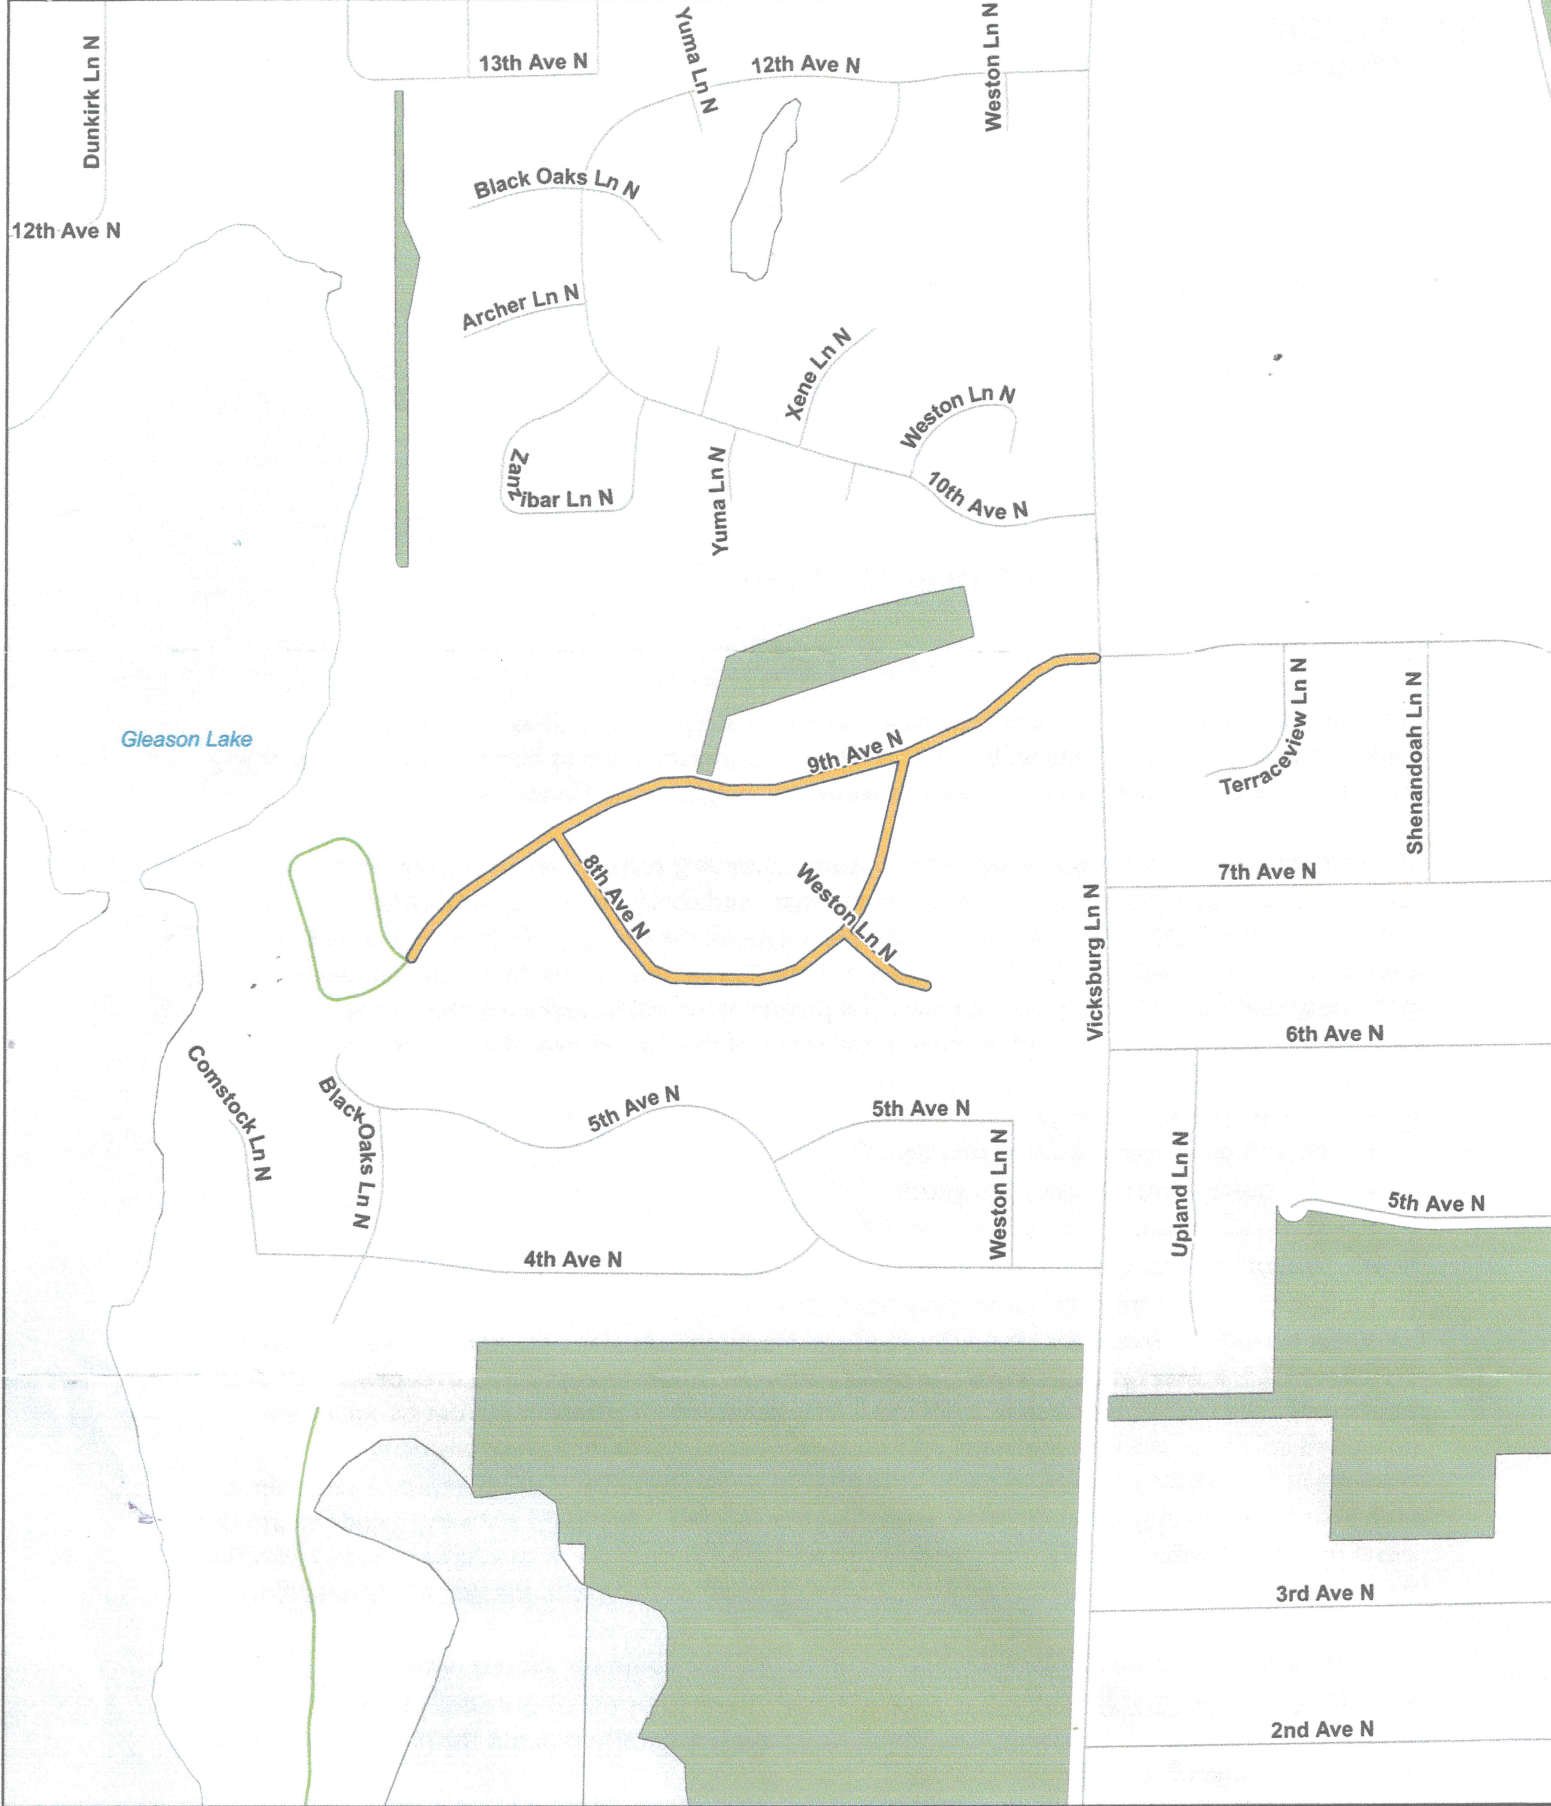 Dunkirk Ln N
13th Ave N
Yuma Ln N
12th Ave N
Weston Ln N
Black Oaks Ln N
12th Ave N
Archer Ln N
Xene Ln N
Weston Ln N
Zanzibar Ln N
Yuma Ln N
10th Ave N
Gleason Lake
9th Ave N
Terraceview Ln N
Shenandoah Ln N
8th Ave N
Weston Ln N
7th Ave N
Vicksburg Ln N
6th Ave N
Comstock Ln N
Black Oaks Ln N
5th Ave N
5th Ave N
Weston Ln N
Upland Ln N
5th Ave N
4th Ave N
3rd Ave N
2nd Ave N